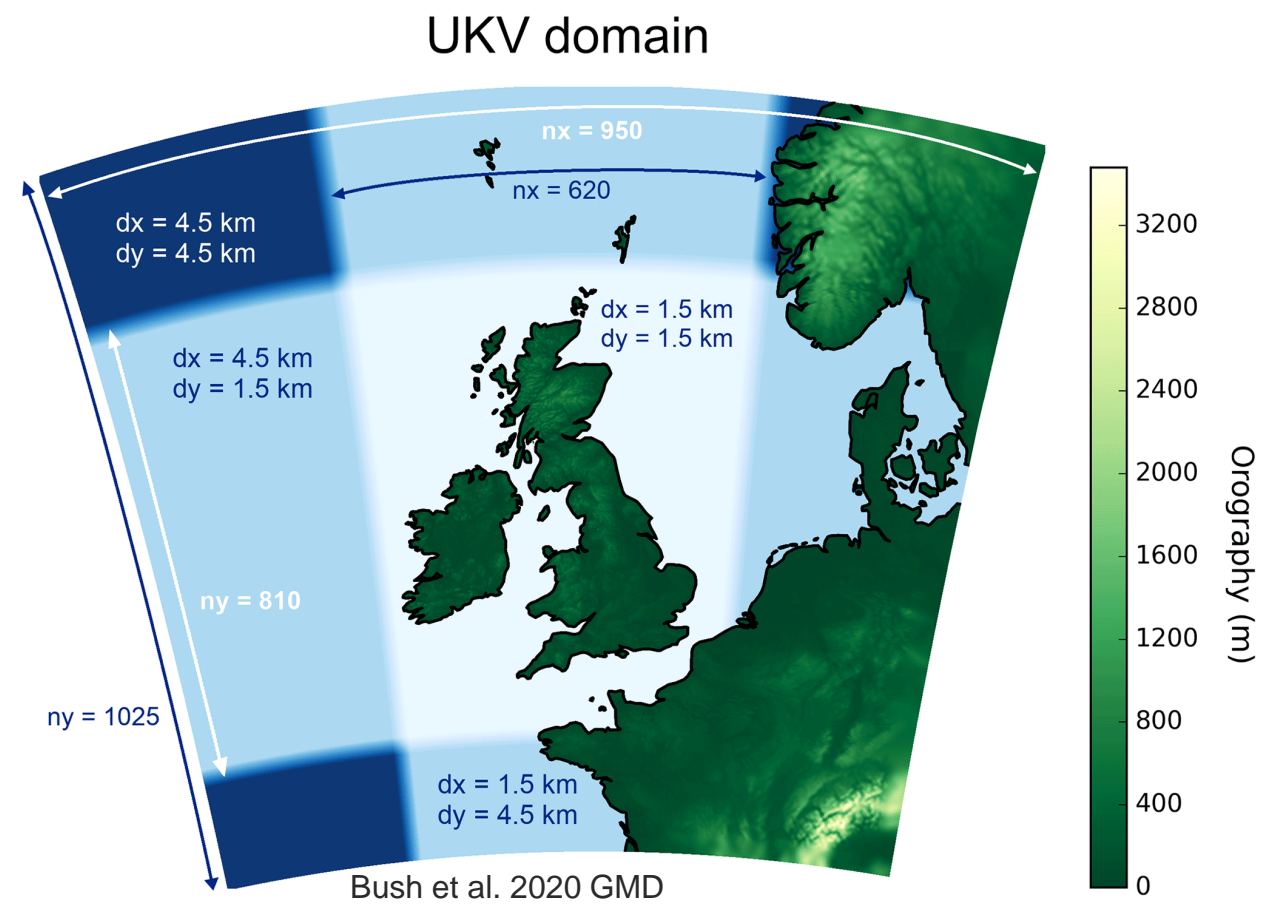 UKV domain
nx = 950
nx = 620
dx = 4.5 km
dy = 4.5 km
dx = 1.5 km
dy = 1.5 km
dx = 4.5 km
dy = 1.5 km
ny = 810
ny = 1025
dx = 1.5 km
dy = 4.5 km
Bush et al. 2020 GMD
3200
2800
2400
2000
1600
1200
800
400
0
Orography (m)